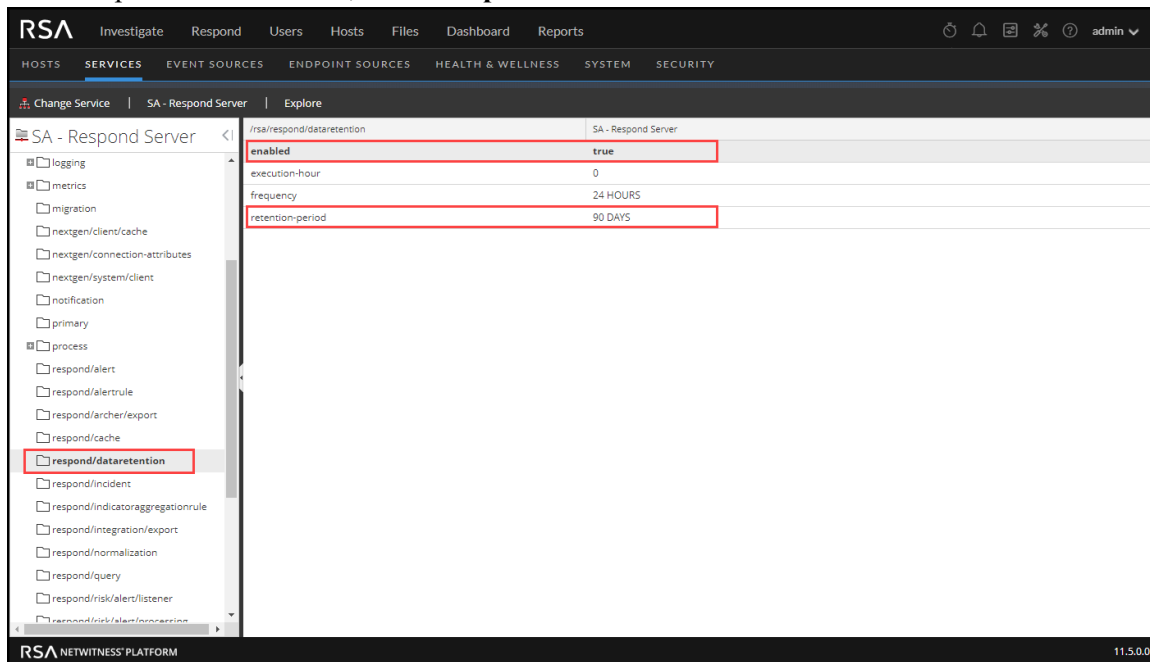 RSA Investigate Respond Users Hosts Files Dashboard Reports admin
HOSTS SERVICES EVENT SOURCES ENDPOINT SOURCES HEALTH & WELLNESS SYSTEM SECURITY
Change Service | SA - Respond Server | Explore
SA - Respond Server
logging
metrics
migration
nextgen/client/cache
nextgen/connection-attributes
nextgen/system/client
notification
primary
process
respond/alert
respond/alertrule
respond/archer/export
respond/cache
respond/dataretention
respond/incident
respond/indicatoraggregationrule
respond/integration/export
respond/normalization
respond/query
respond/risk/alert/listener
respond/risk/alert/processing
/rsa/respond/dataretention SA - Respond Server
enabled true
execution-hour 0
frequency 24 HOURS
retention-period 90 DAYS
RSA NETWITNESS® PLATFORM 11.5.0.0